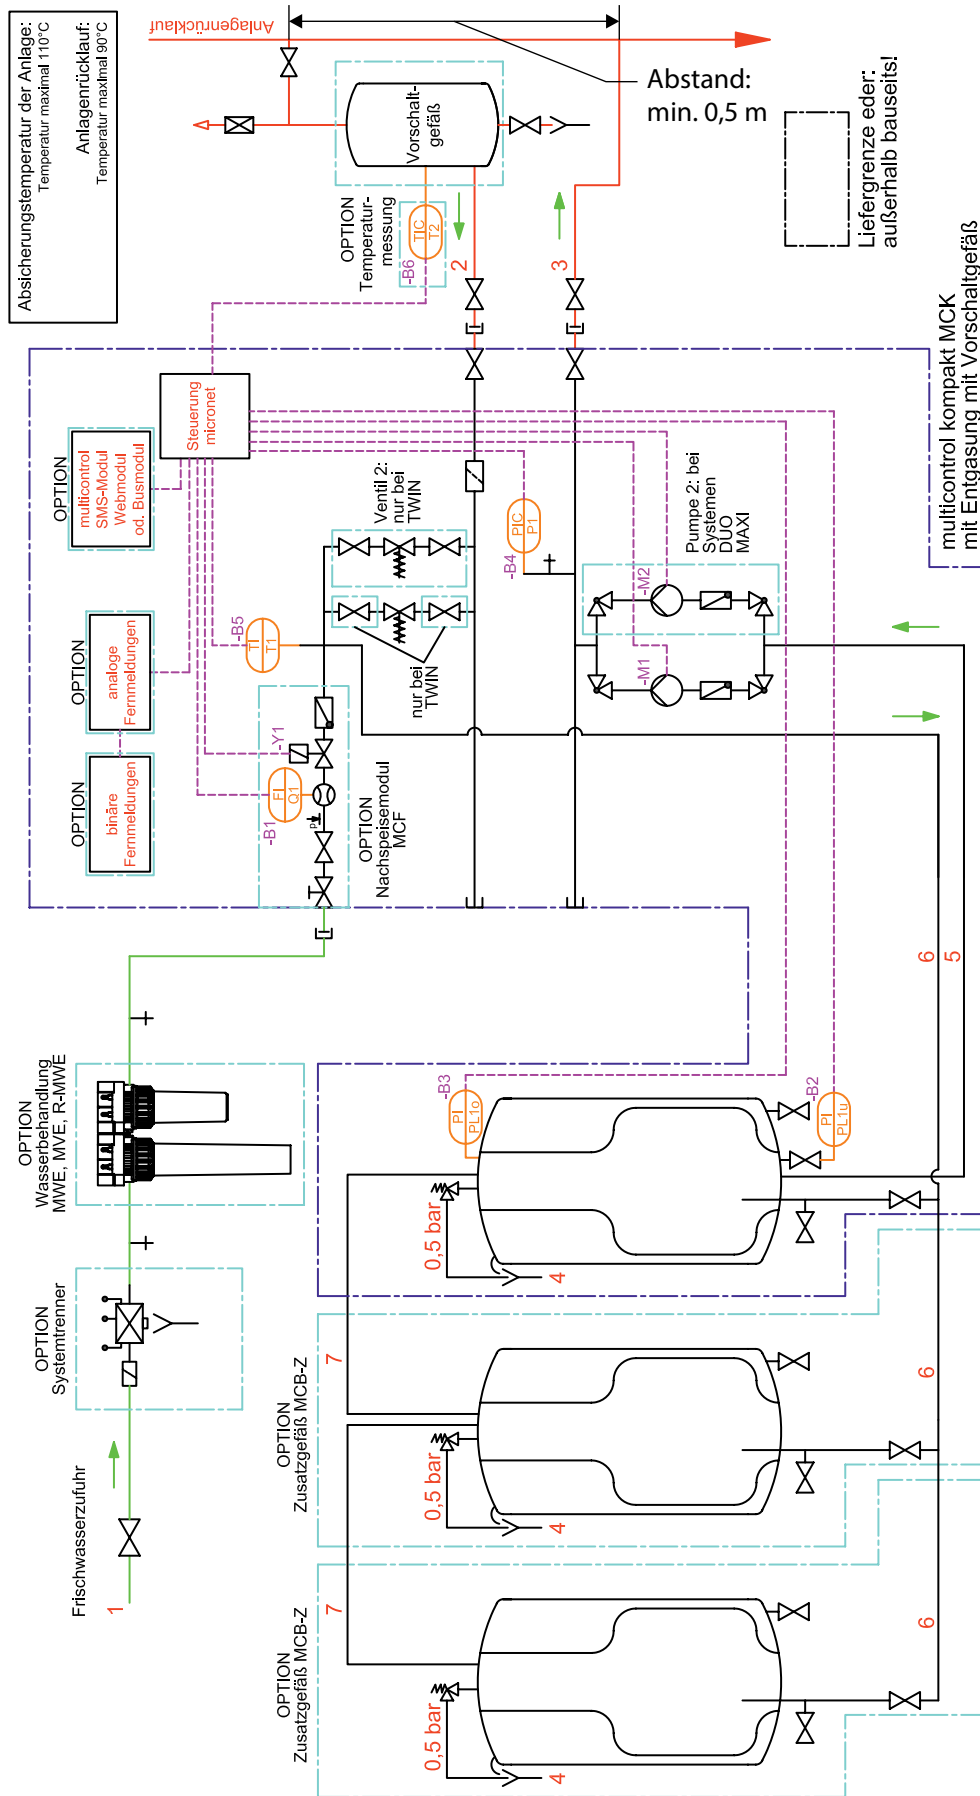 Absicherungstemperatur der Anlage:
Temperatur maximal 110°C
Anlagenrücklauf:
Temperatur maximal 90°C
Anlagenrücklauf
Abstand:
min. 0,5 m
Liefergrenze eder:
außerhalb bauseits!
Vorschalt-
gefäß
OPTION
Temperatur-
messung
TIC
T2
-B6
2
3
multicontrol kompakt MCK
mit Entgasung mit Vorschaltgefäß
Steuerung
micronet
OPTION
multicontrol
SMS-Modul
Webmodul
od. Busmodul
OPTION
analoge
Fernmeldungen
OPTION
binäre
Fernmeldungen
Ventil 2:
nur bei
TWIN
nur bei
TWIN
-B5
TI
T1
-B4
PIC
P1
Pumpe 2: bei
Systemen
DUO
MAXI
-M2
-M1
-Y1
-B1
FI
Q1
P
OPTION
Nachspeisemodul
MCF
OPTION
Wasserbehandlung
MWE, MVE, R-MWE
OPTION
Systemtrenner
Frischwasserzufuhr
1
-B3
PI
PL1o
-B2
PI
PL1u
6
5
0,5 bar
4
7
OPTION
Zusatzgefäß MCB-Z
0,5 bar
4
6
7
OPTION
Zusatzgefäß MCB-Z
0,5 bar
4
6